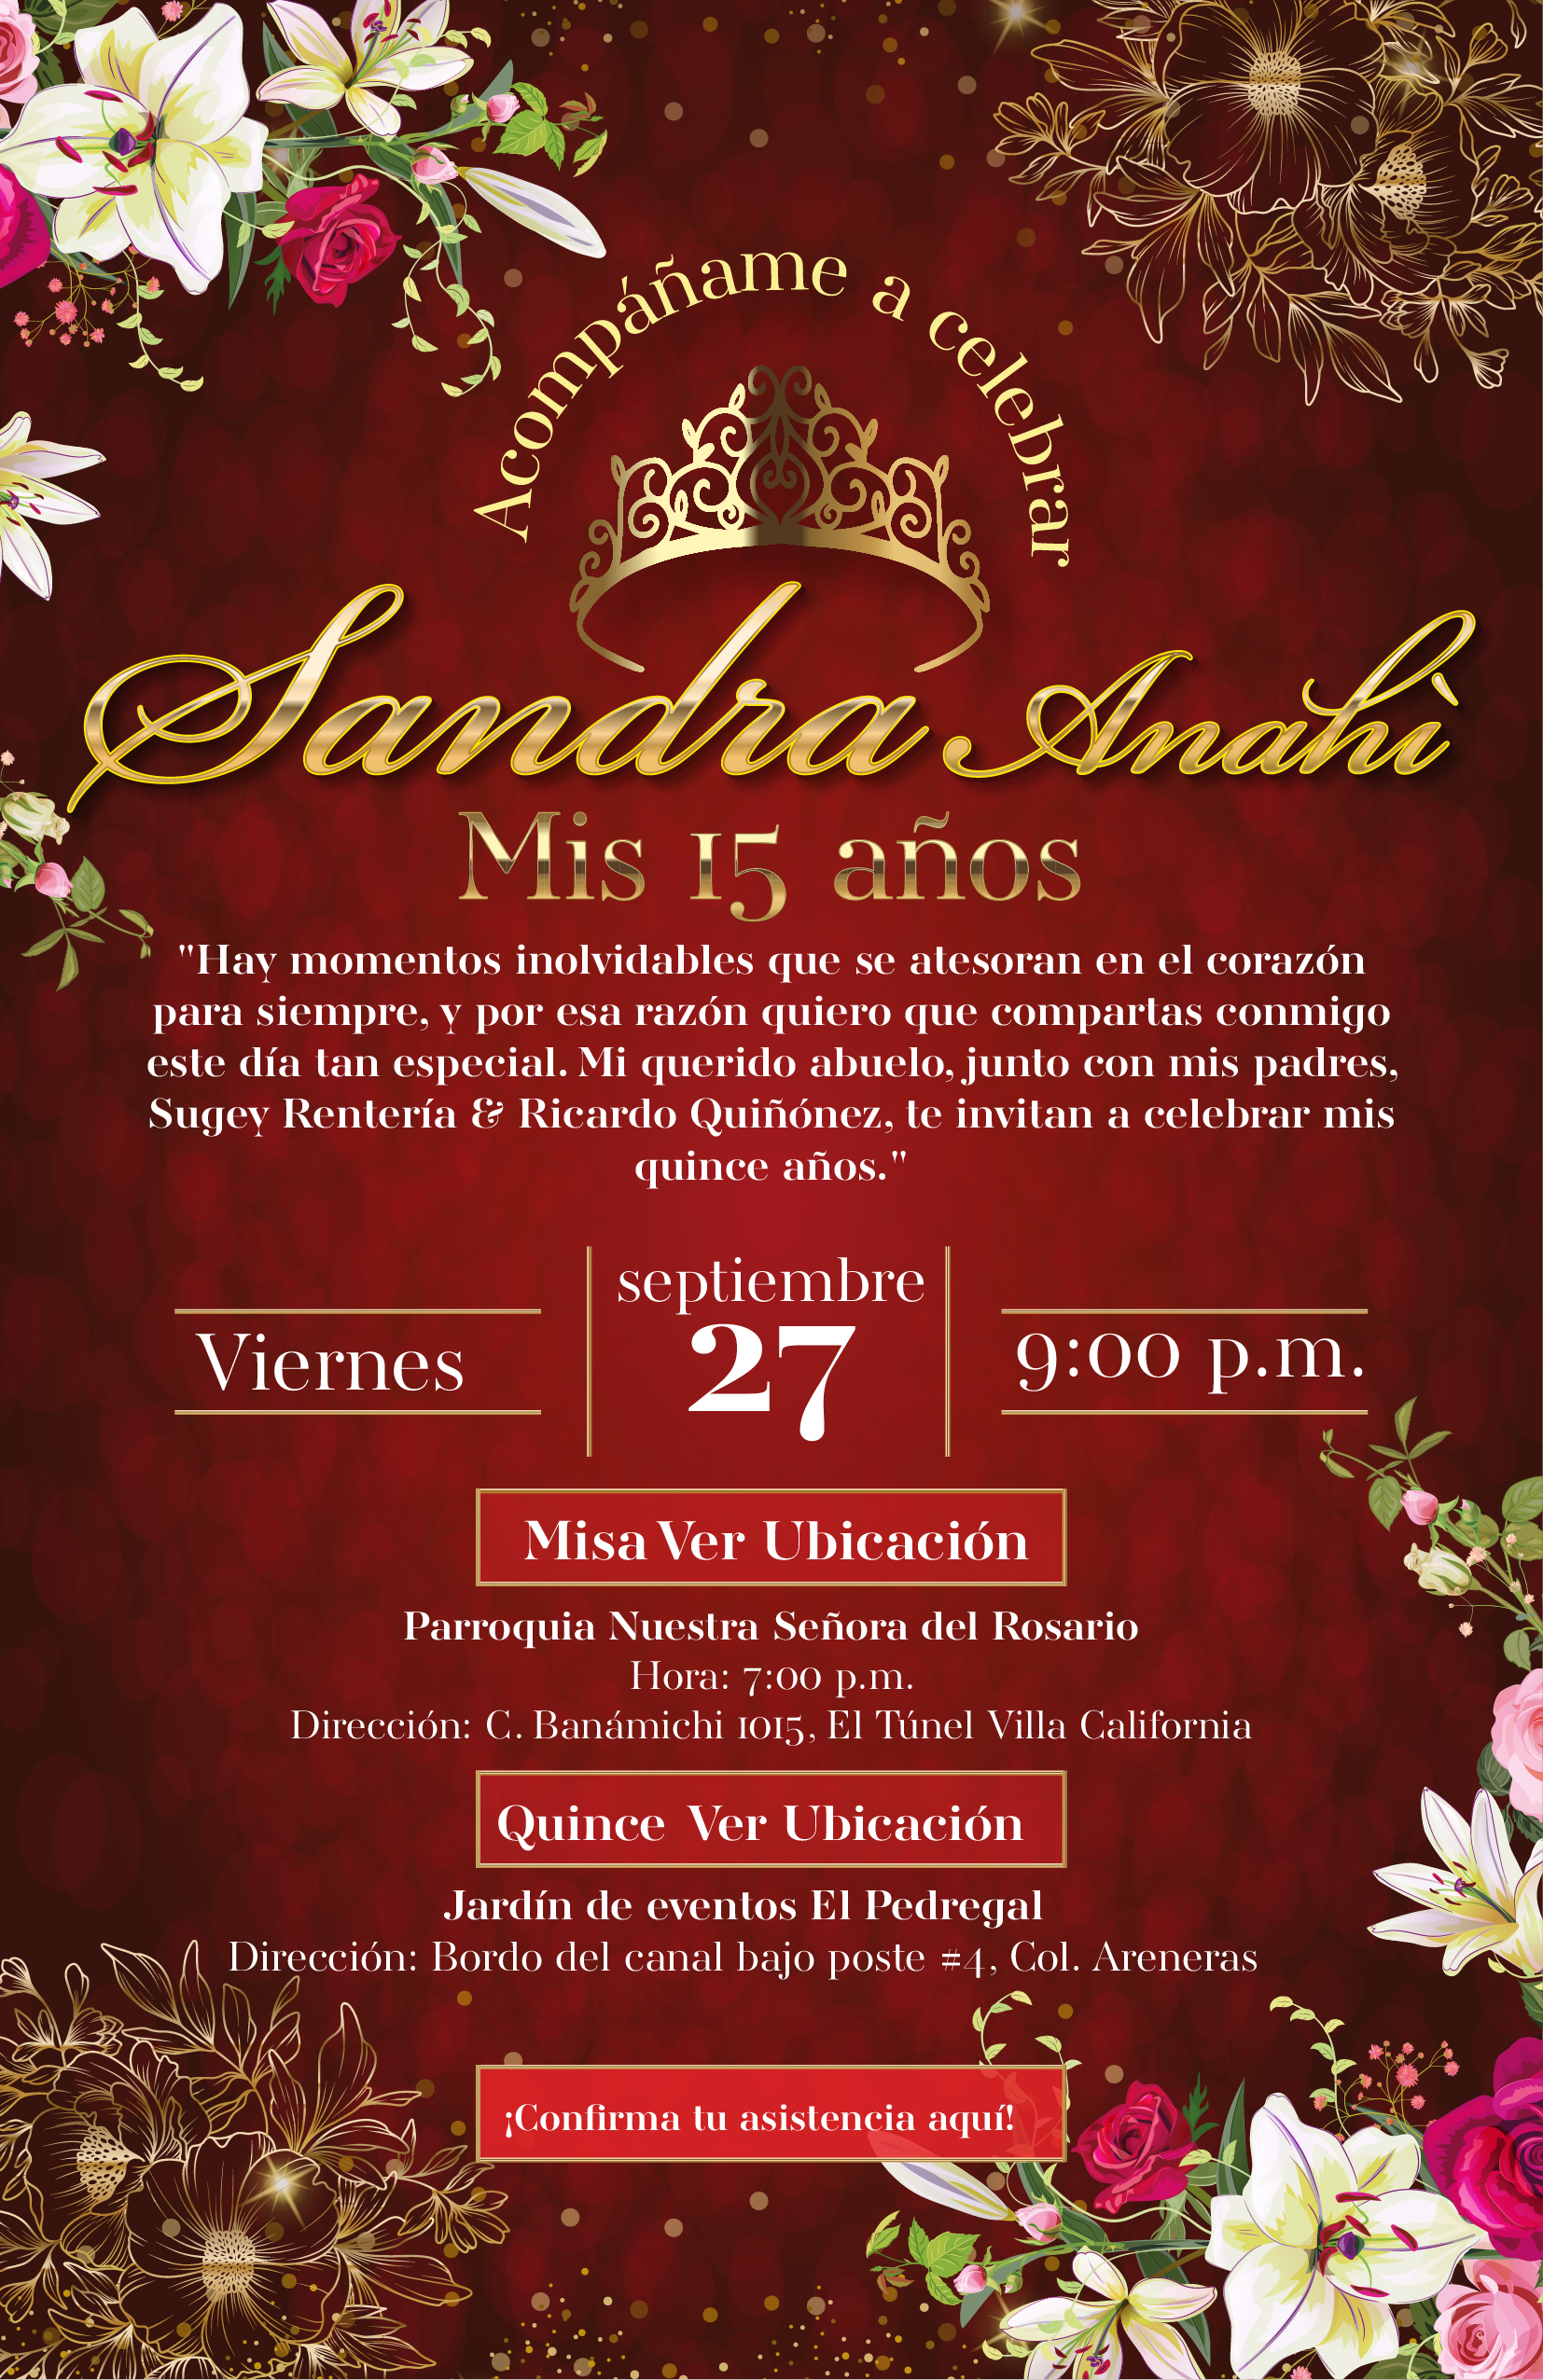 Acompáñame a celebrar
Sandra Anahì
Mis 15 años
"Hay momentos inolvidables que se atesoran en el corazón
para siempre, y por esa razón quiero que compartas conmigo
este día tan especial. Mi querido abuelo, junto con mis padres,
Sugey Rentería & Ricardo Quiñónez, te invitan a celebrar mis
quince años."
septiembre
Viernes
27
9:00 p.m.
Misa Ver Ubicación
Parroquia Nuestra Señora del Rosario
Hora: 7:00 p.m.
Dirección: C. Banámichi 1015, El Túnel Villa California
Quince Ver Ubicación
Jardín de eventos El Pedregal
Dirección: Bordo del canal bajo poste #4, Col. Areneras
¡Confirma tu asistencia aquí!